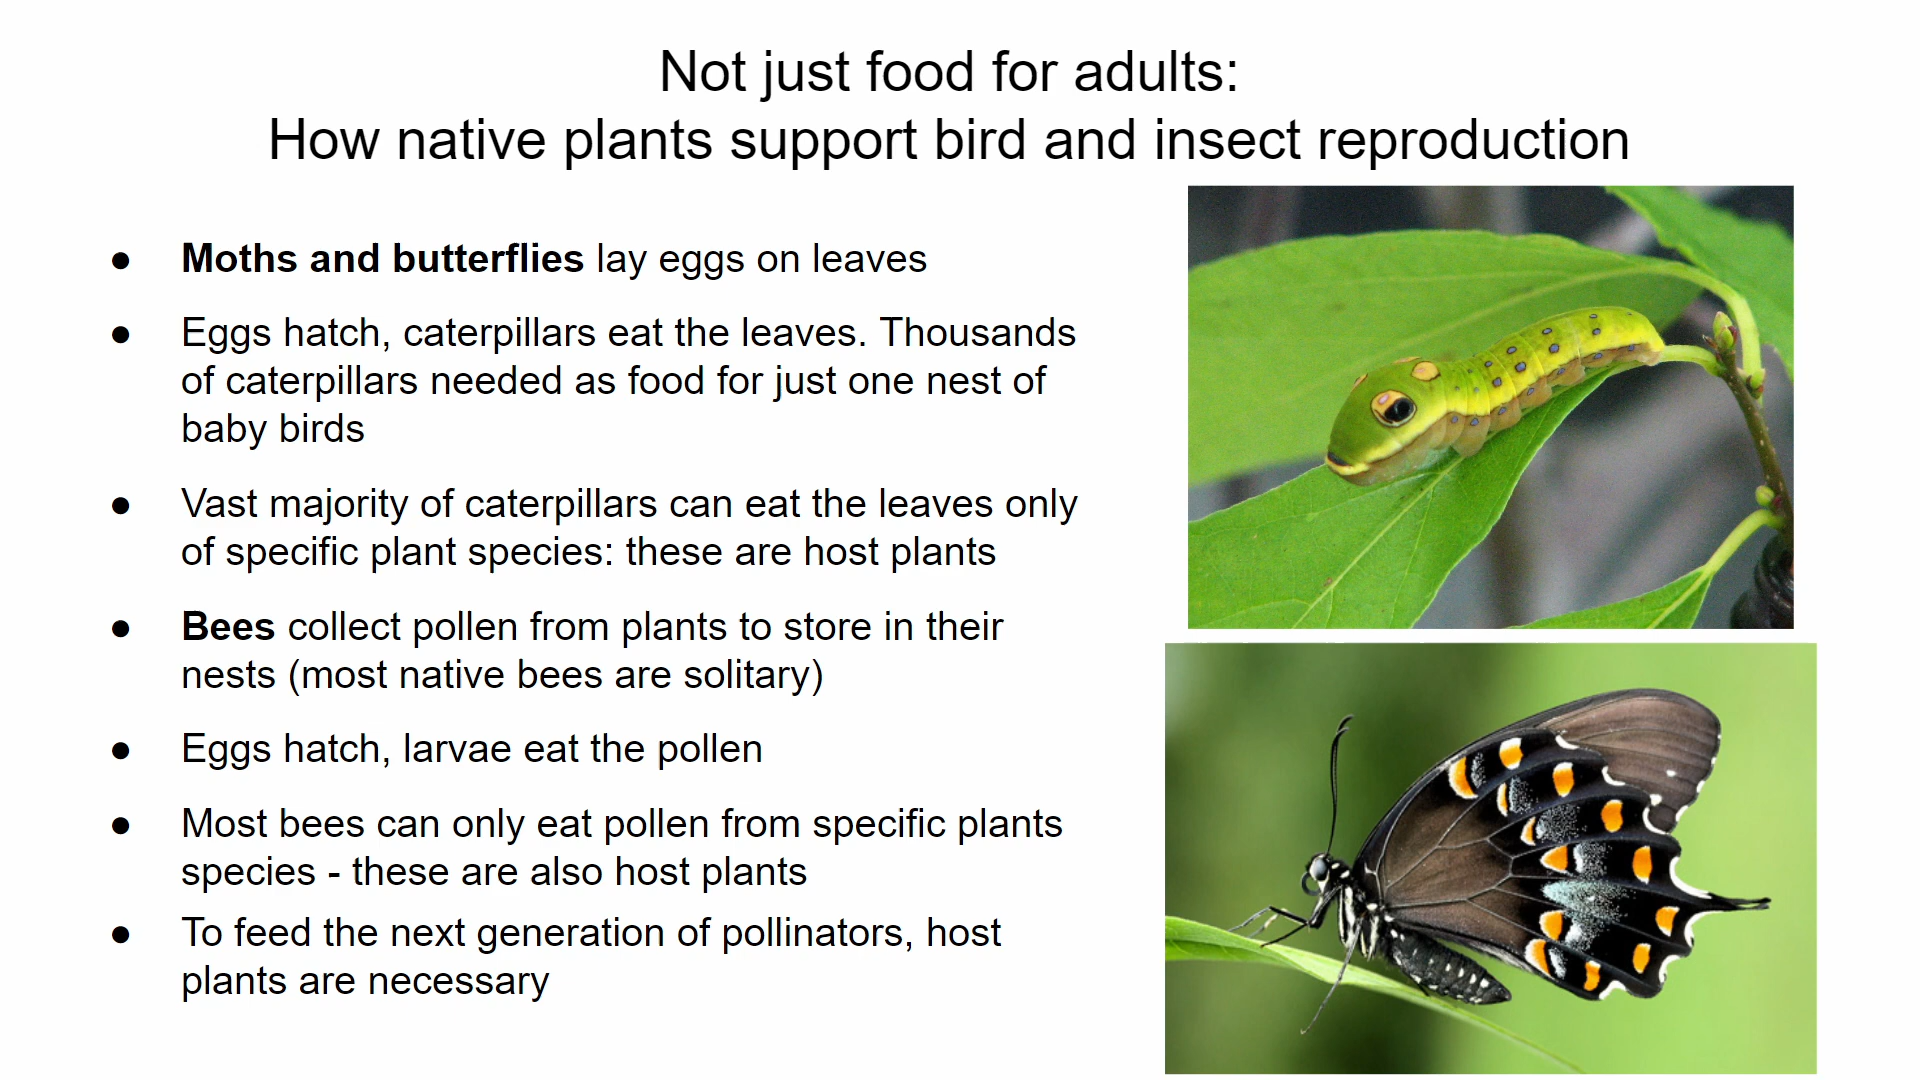 Not just food for adults:
How native plants support bird and insect reproduction
● Moths and butterflies lay eggs on leaves
● Eggs hatch, caterpillars eat the leaves. Thousands
of caterpillars needed as food for just one nest of
baby birds
● Vast majority of caterpillars can eat the leaves only
of specific plant species: these are host plants
● Bees collect pollen from plants to store in their
nests (most native bees are solitary)
● Eggs hatch, larvae eat the pollen
● Most bees can only eat pollen from specific plants
species - these are also host plants
● To feed the next generation of pollinators, host
plants are necessary